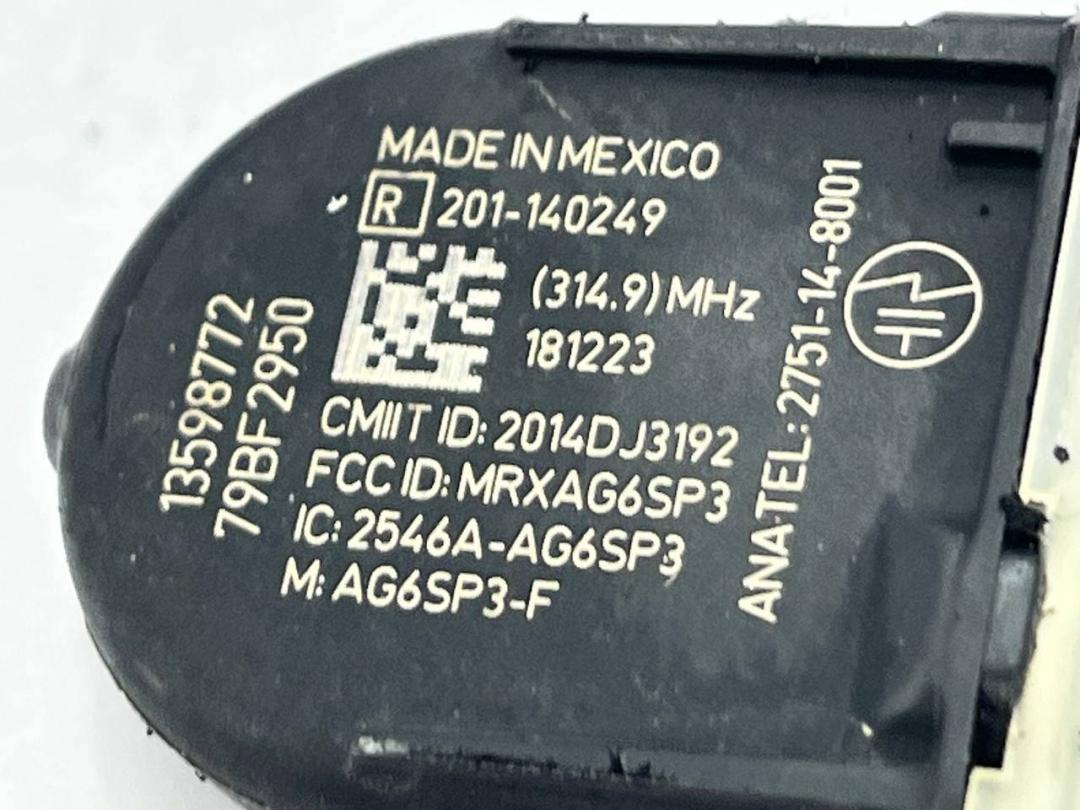 MADE IN MEXICO
R 201-140249
(314.9) MHz
181223
CMIIT ID: 2014DJ3192
FCC ID: MRXAG6SP3
IC: 2546A-AG6SP3
M: AG6SP3-F
13598772
79BF2950
ANATEL: 2751-14-8001